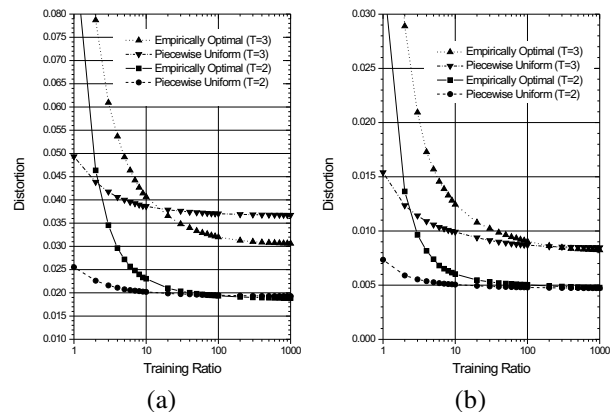 0.080
0.075
0.070
0.065
0.060
0.055
0.050
0.045
0.040
0.035
0.030
0.025
0.020
0.015
0.010
Distortion
Empirically Optimal (T=3)
Piecewise Uniform (T=3)
Empirically Optimal (T=2)
Piecewise Uniform (T=2)
1
10
100
1000
Training Ratio
(a)
0.030
0.025
0.020
0.015
0.010
0.005
0.000
Distortion
Empirically Optimal (T=3)
Piecewise Uniform (T=3)
Empirically Optimal (T=2)
Piecewise Uniform (T=2)
1
10
100
1000
Training Ratio
(b)